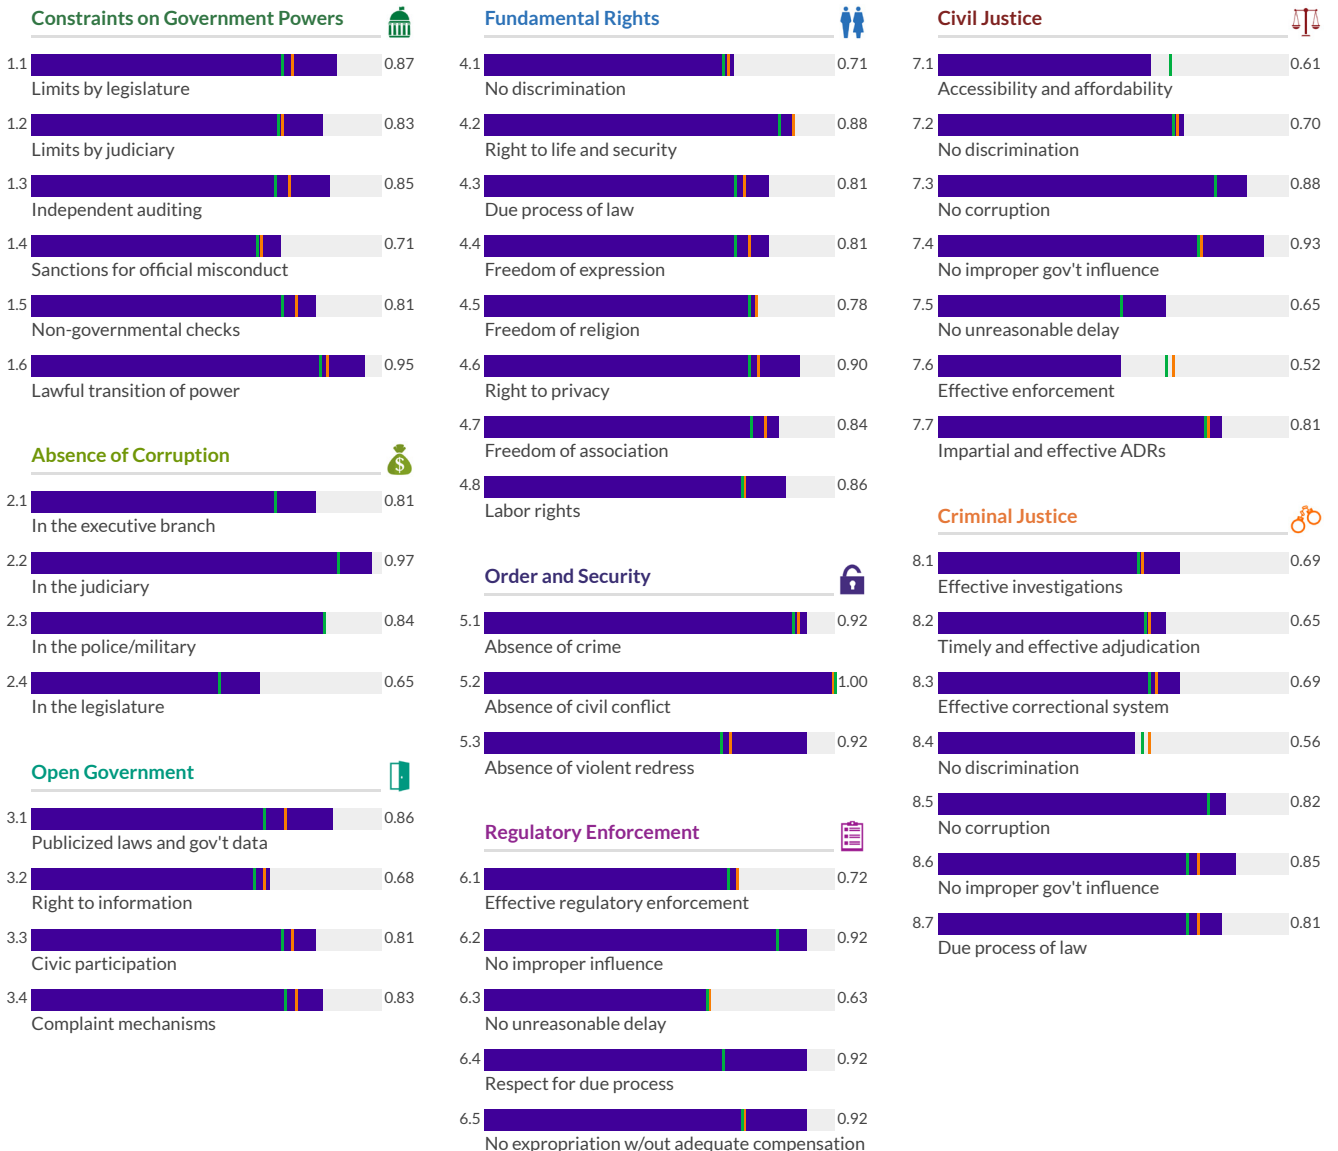 Constraints on Government Powers
1.1 0.87
Limits by legislature
1.2 0.83
Limits by judiciary
1.3 0.85
Independent auditing
1.4 0.71
Sanctions for official misconduct
1.5 0.81
Non-governmental checks
1.6 0.95
Lawful transition of power
Absence of Corruption
$
2.1 0.81
In the executive branch
2.2 0.97
In the judiciary
2.3 0.84
In the police/military
2.4 0.65
In the legislature
Open Government
3.1 0.86
Publicized laws and gov't data
3.2 0.68
Right to information
3.3 0.81
Civic participation
3.4 0.83
Complaint mechanisms
Fundamental Rights
4.1 0.71
No discrimination
4.2 0.88
Right to life and security
4.3 0.81
Due process of law
4.4 0.81
Freedom of expression
4.5 0.78
Freedom of religion
4.6 0.90
Right to privacy
4.7 0.84
Freedom of association
4.8 0.86
Labor rights
Order and Security
5.1 0.92
Absence of crime
5.2 1.00
Absence of civil conflict
5.3 0.92
Absence of violent redress
Regulatory Enforcement
6.1 0.72
Effective regulatory enforcement
6.2 0.92
No improper influence
6.3 0.63
No unreasonable delay
6.4 0.92
Respect for due process
6.5 0.92
No expropriation w/out adequate compensation
Civil Justice
7.1 0.61
Accessibility and affordability
7.2 0.70
No discrimination
7.3 0.88
No corruption
7.4 0.93
No improper gov't influence
7.5 0.65
No unreasonable delay
7.6 0.52
Effective enforcement
7.7 0.81
Impartial and effective ADRs
Criminal Justice
8.1 0.69
Effective investigations
8.2 0.65
Timely and effective adjudication
8.3 0.69
Effective correctional system
8.4 0.56
No discrimination
8.5 0.82
No corruption
8.6 0.85
No improper gov't influence
8.7 0.81
Due process of law